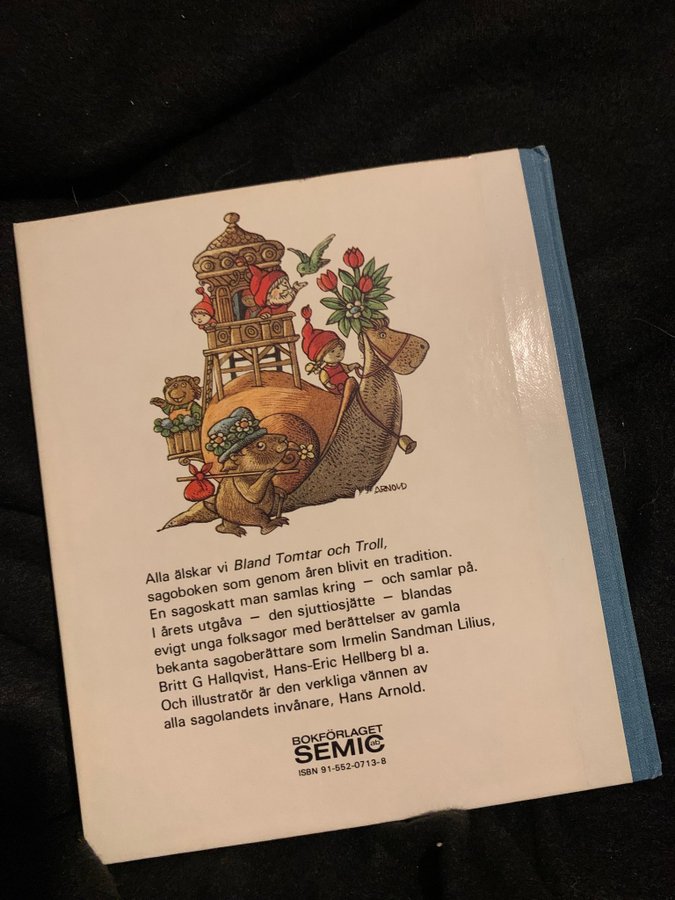 ARNOLD
Alla älskar vi Bland Tomtar och Troll,
sagoboken som genom åren blivit en tradition.
En sagoskatt man samlas kring – och samlar på.
I årets utgåva – den sjuttiosjätte – blandas
evigt unga folksagor med berättelser av gamla
bekanta sagoberättare som Irmelin Sandman Lilius,
Britt G Hallqvist, Hans-Eric Hellberg bl a.
Och illustratör är den verkliga vännen av
alla sagolandets invånare, Hans Arnold.
BOKFÖRLAGET
SEMIC ab
ISBN 91-552-0713-8